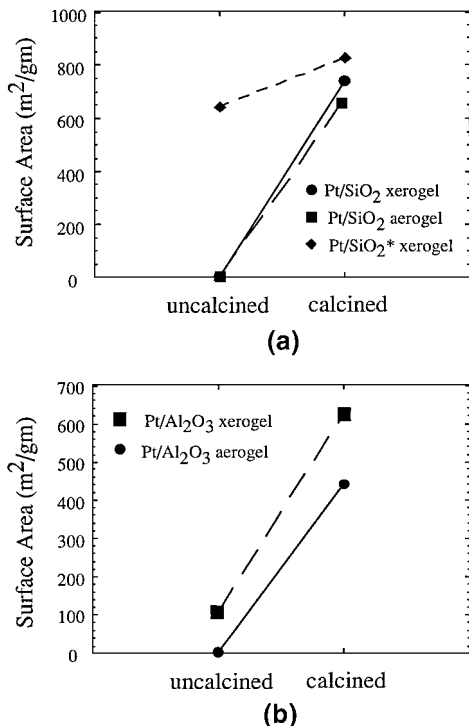 1000
800
600
400
200
0
Surface Area (m²/gm)
Pt/SiO₂ xerogel
Pt/SiO₂ aerogel
Pt/SiO₂* xerogel
uncalcined calcined
(a)
700
600
500
400
300
200
100
0
Surface Area (m²/gm)
Pt/Al₂O₃ xerogel
Pt/Al₂O₃ aerogel
uncalcined calcined
(b)